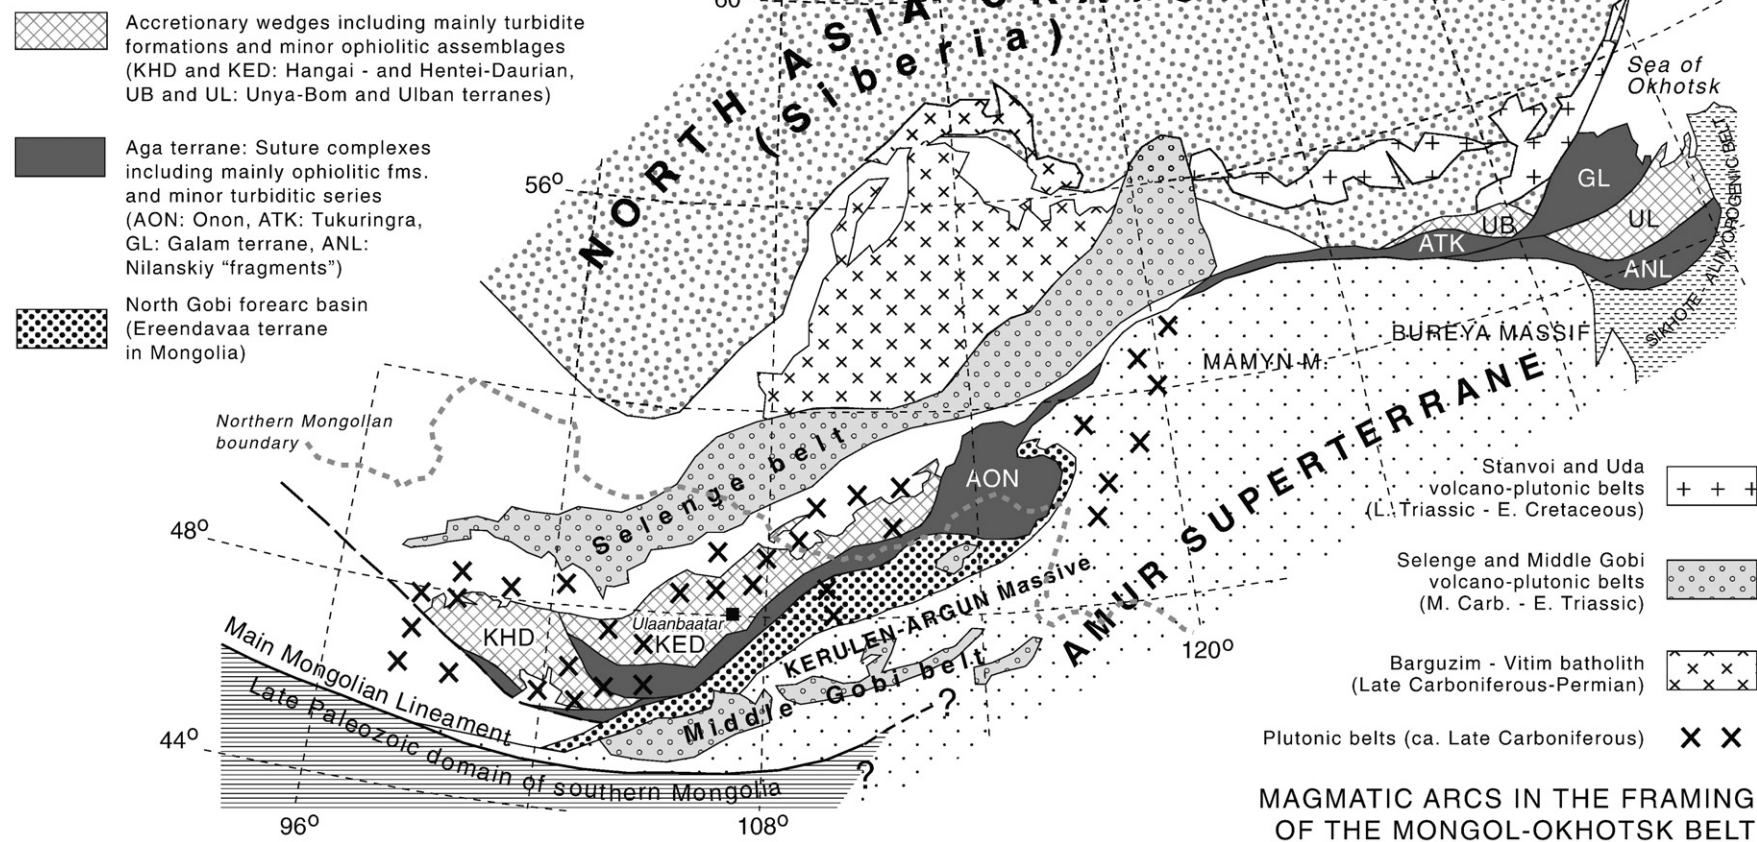 Accretionary wedges including mainly turbidite
formations and minor ophiolitic assemblages
(KHD and KED: Hangai - and Hentei-Daurian,
UB and UL: Unya-Bom and Ulban terranes)
Aga terrane: Suture complexes
including mainly ophiolitic fms.
and minor turbiditic series
(AON: Onon, ATK: Tukuringra,
GL: Galam terrane, ANL:
Nilanskiy “fragments”)
North Gobi forearc basin
(Ereendavaa terrane
in Mongolia)
NORTH ASIA
(Siberia)
Sea of
Okhotsk
56º
GL
UB
UL
ATK
ANL
BUREYA MASSIF
MAMYN M.
AMUR SUPERTERRANE
Northern Mongolian
boundary
Selenge belt
AON
48º
KHD
Ulaanbaatar
KED
KERULEN-ARGUN Massive
Middle Gobi belt
120º
Main Mongolian Lineament
Late Paleozoic domain of southern Mongolia
44º
?
?
96º
108º
Stanvoi and Uda
volcano-plutonic belts
(L. Triassic - E. Cretaceous)
Selenge and Middle Gobi
volcano-plutonic belts
(M. Carb. - E. Triassic)
Barguzim - Vitim batholith
(Late Carboniferous-Permian)
Plutonic belts (ca. Late Carboniferous)
MAGMATIC ARCS IN THE FRAMING
OF THE MONGOL-OKHOTSK BELT